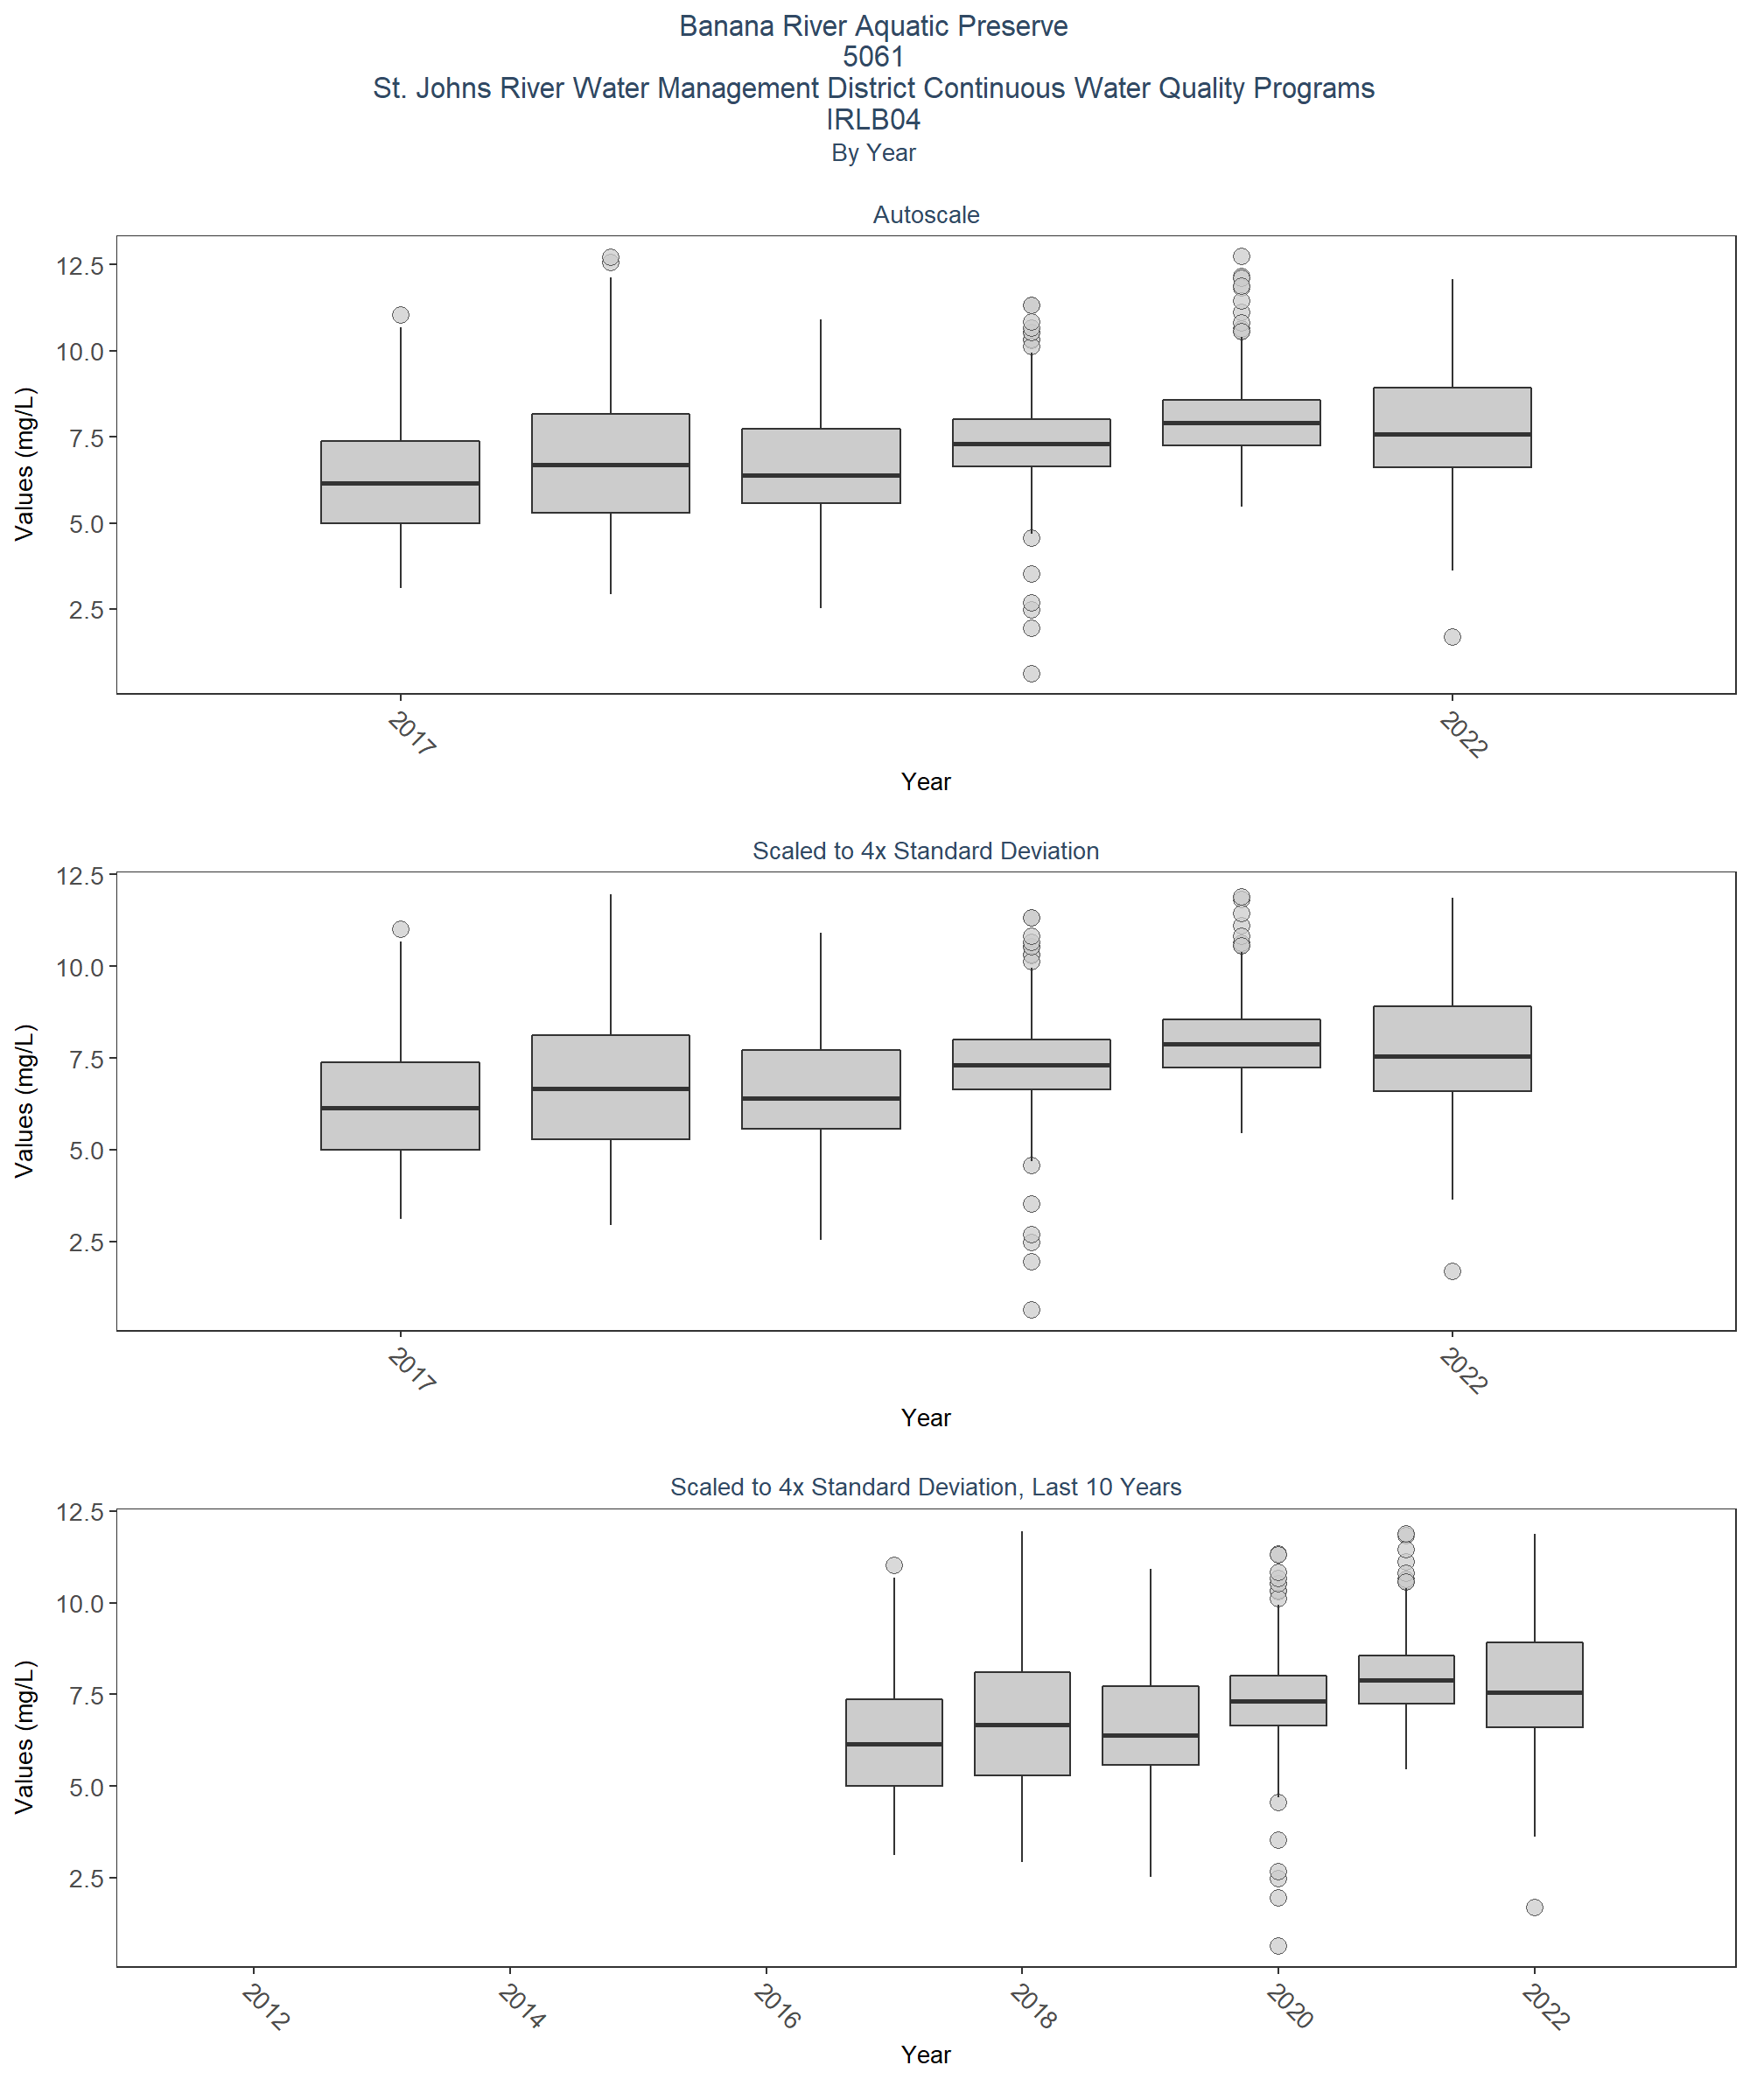 Banana River Aquatic Preserve
5061
St. Johns River Water Management District Continuous Water Quality Programs
IRLB04
By Year
Autoscale
12.5
10.0
7.5
5.0
2.5
Values (mg/L)
2017
2022
Year
Scaled to 4x Standard Deviation
12.5
10.0
7.5
5.0
2.5
Values (mg/L)
2017
2022
Year
Scaled to 4x Standard Deviation, Last 10 Years
12.5
10.0
7.5
5.0
2.5
Values (mg/L)
2012
2014
2016
2018
2020
2022
Year